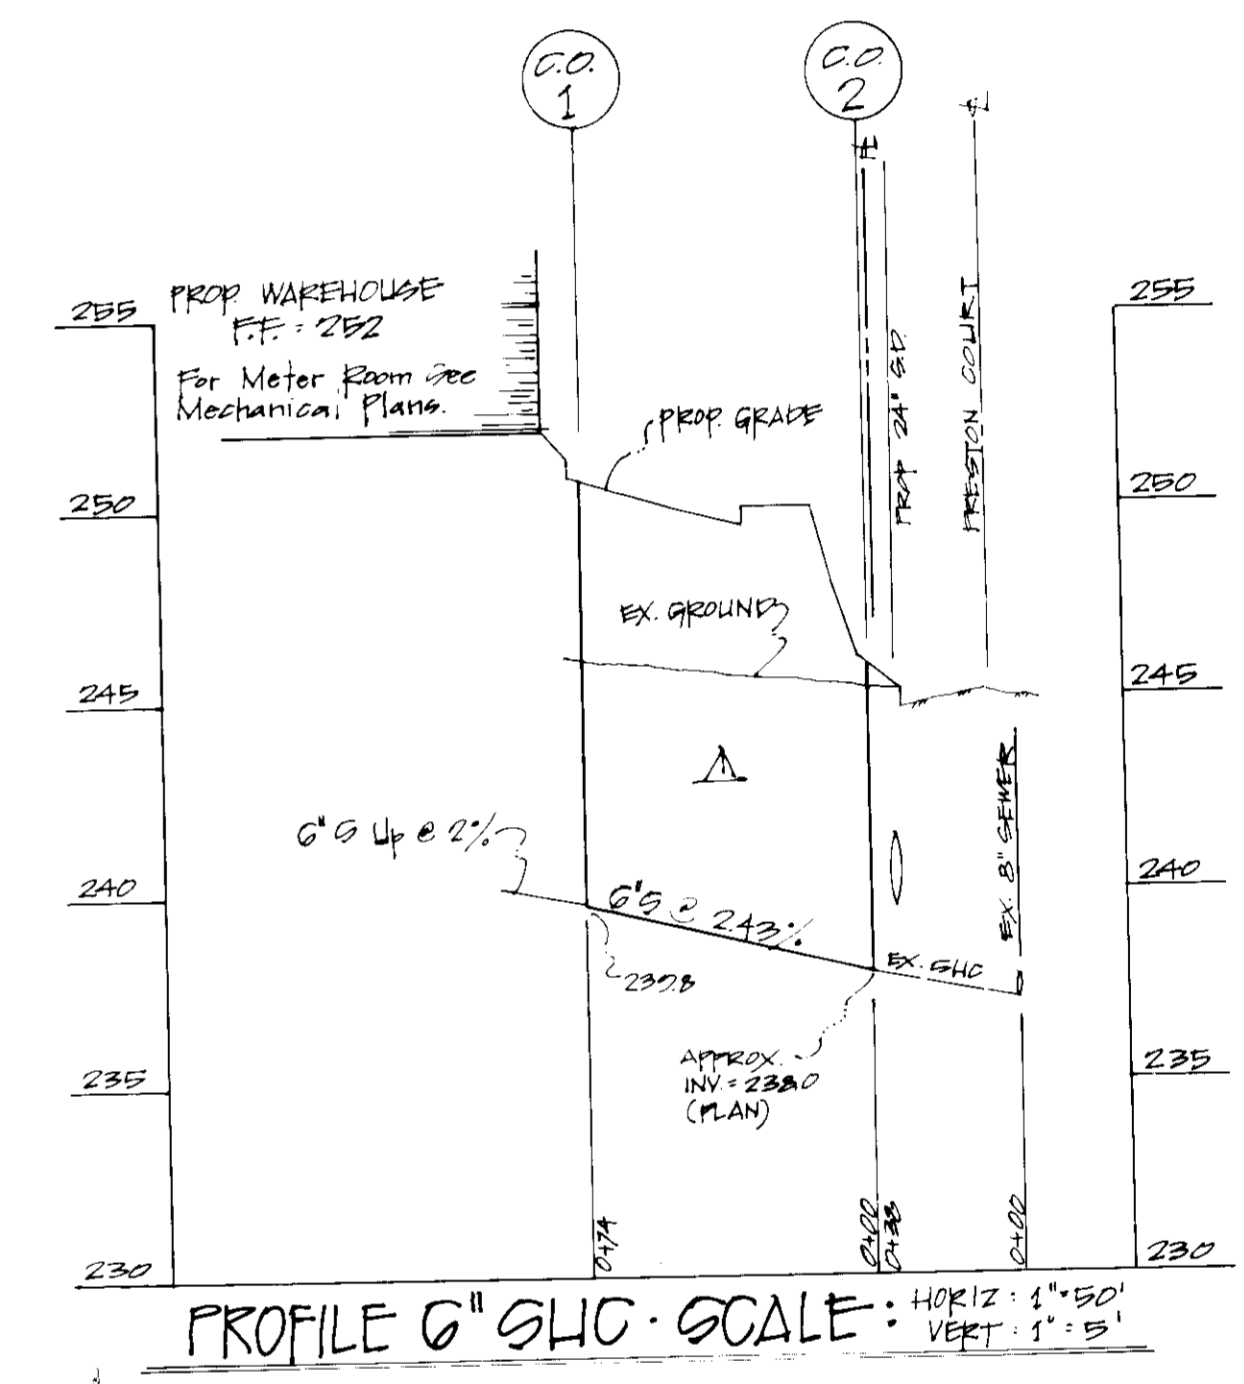 C.O.
1
C.O.
2
PROP. WAREHOUSE
F.F. = 252
For Meter Room See
Mechanical Plans.
255
250
245
240
235
230
PROP. GRADE
EX. GROUND
6" S Up @ 2%
6" S @ 2.43%
239.8
APPROX.
INV. = 238.0
(PLAN)
EX. SHC
PROP 24" S.D.
PRESTON COURT
EX. 8" SEWER
255
250
245
240
235
230
0+74
0+00
0+38
0+00
PROFILE 6" SHC · SCALE :
HORIZ : 1" = 50'
VERT : 1" = 5'